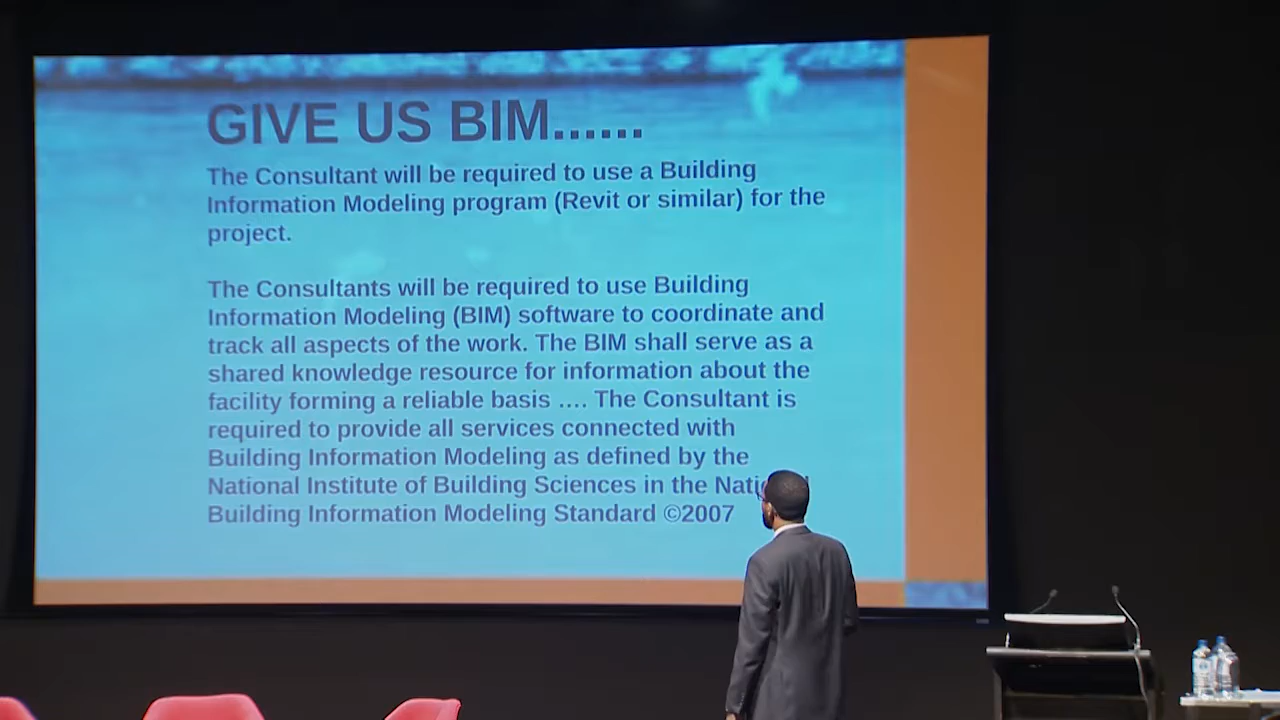 GIVE US BIM......
The Consultant will be required to use a Building
Information Modeling program (Revit or similar) for the
project.
The Consultants will be required to use Building
Information Modeling (BIM) software to coordinate and
track all aspects of the work. The BIM shall serve as a
shared knowledge resource for information about the
facility forming a reliable basis .... The Consultant is
required to provide all services connected with
Building Information Modeling as defined by the
National Institute of Building Sciences in the
Building Information Modeling Standard ©2007